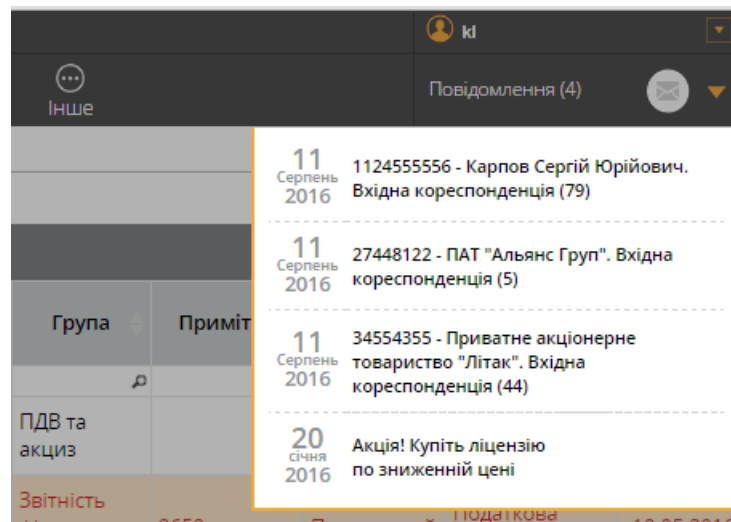 kl
Інше
Повідомлення (4)
11
Серпень
2016
1124555556 - Карпов Сергій Юрійович.
Вхідна кореспонденція (79)
11
Серпень
2016
27448122 - ПАТ "Альянс Груп". Вхідна
кореспонденція (5)
11
Серпень
2016
34554355 - Приватне акціонерне
товариство "Літак". Вхідна
кореспонденція (44)
20
січня
2016
Акція! Купіть ліцензію
по зниженній ціні
Група
Приміт
ПДВ та
акциз
Звітність
Податкова